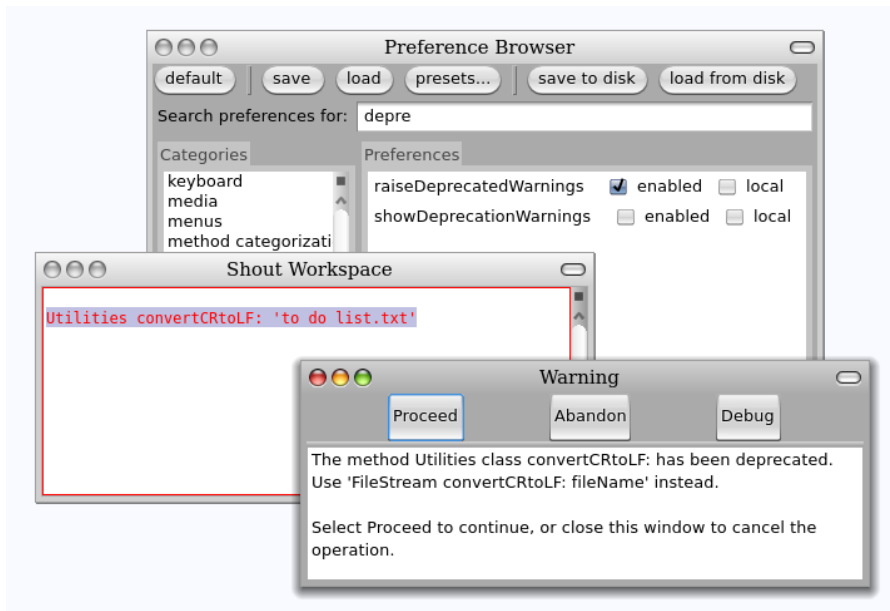 Preference Browser
default save load presets... save to disk load from disk
Search preferences for: depre
Categories Preferences
keyboard
media
menus
method categorizati
raiseDeprecatedWarnings enabled local
showDeprecationWarnings enabled local
Shout Workspace
Utilities convertCRtoLF: 'to do list.txt'
Warning
Proceed Abandon Debug
The method Utilities class convertCRtoLF: has been deprecated.
Use 'FileStream convertCRtoLF: fileName' instead.
Select Proceed to continue, or close this window to cancel the
operation.